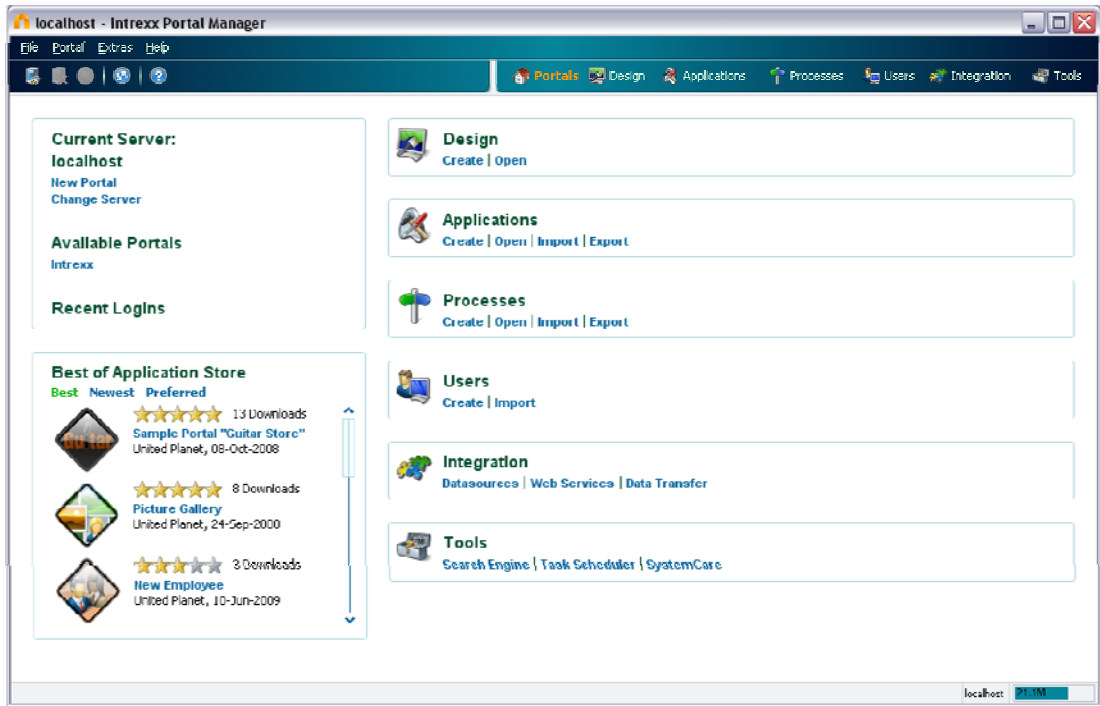 localhost - Intrexx Portal Manager
File Portal Extras Help
Portals Design Applications Processes Users Integration Tools
Current Server:
localhost
New Portal
Change Server
Available Portals
Intrexx
Recent Logins
Best of Application Store
Best Newest Preferred
13 Downloads
Sample Portal "Guitar Store"
United Planet, 08-Oct-2008
8 Downloads
Picture Gallery
United Planet, 24-Sep-2000
3 Downloads
New Employee
United Planet, 10-Jun-2009
Design
Create | Open
Applications
Create | Open | Import | Export
Processes
Create | Open | Import | Export
Users
Create | Import
Integration
Datasources | Web Services | Data Transfer
Tools
Search Engine | Task Scheduler | SystemCare
localhost 21.1M